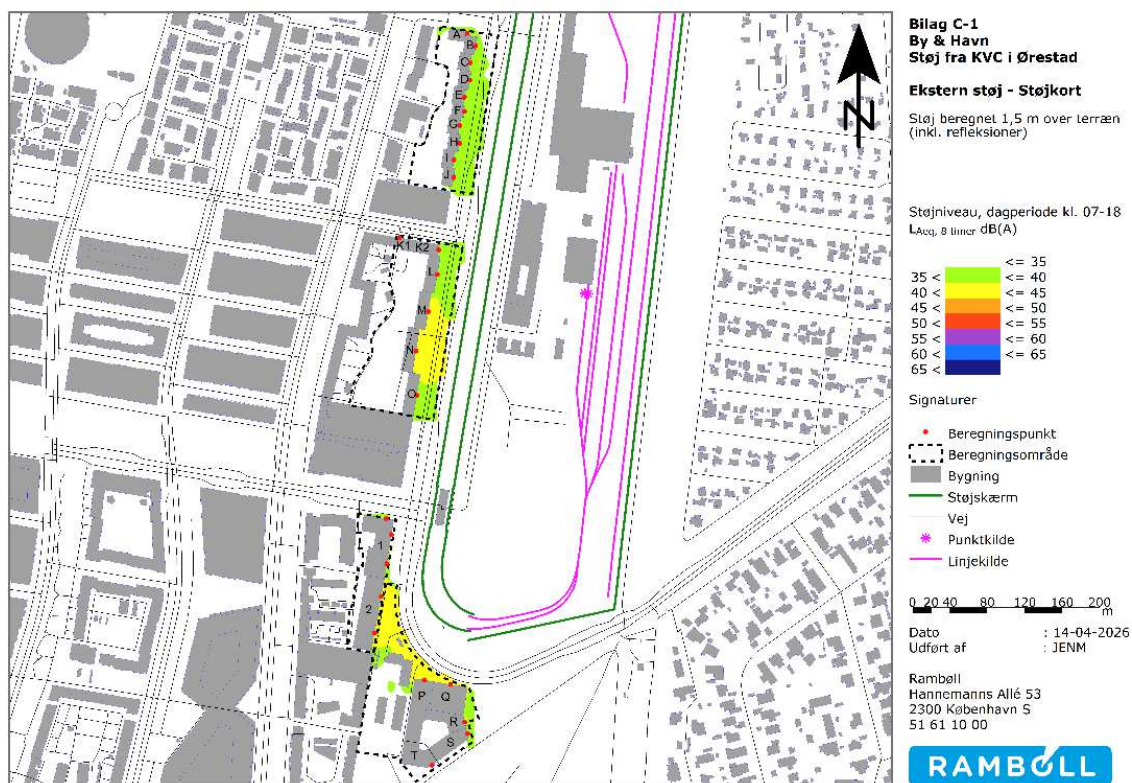 A
B
C
D
E
F
G
H
I
J
K1 K2
L
M
N
O
1
2
P
Q
R
S
T
Bilag C-1
By & Havn
Støj fra KVC i Ørestad
Ekstern støj - Støjkort
Støj beregnet 1,5 m over terræn
(inkl. refleksioner)
N
Støjniveau, dagperiode kl. 07-18
LAeq, 8 timer dB(A)
<= 35
35 < <= 40
40 < <= 45
45 < <= 50
50 < <= 55
55 < <= 60
60 < <= 65
65 <
Signaturer
Beregningspunkt
Beregningsområde
Bygning
Støjskærm
Vej
Punktkilde
Linjekilde
0 20 40 80 120 160 200
m
Dato : 14-04-2026
Udført af : JENM
Rambøll
Hannemanns Allé 53
2300 København S
51 61 10 00
RAMBOLL